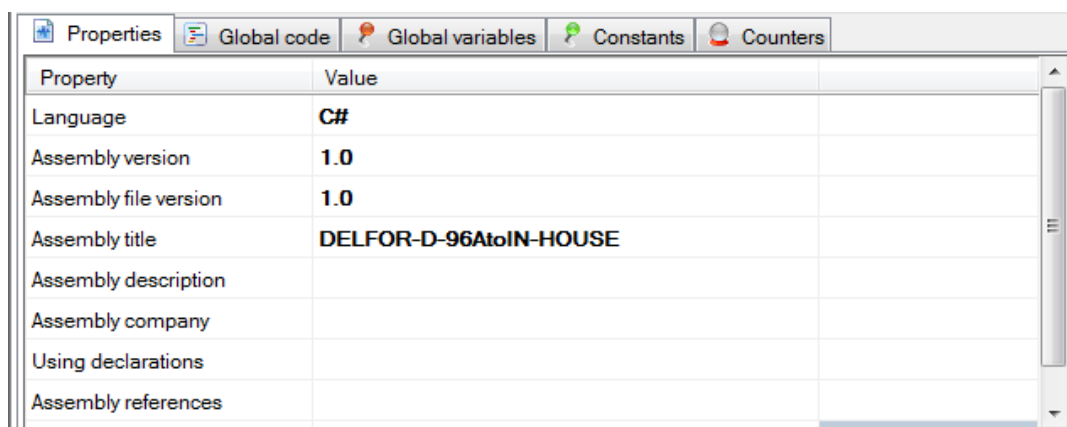 Properties Global code Global variables Constants Counters
Property Value
Language C#
Assembly version 1.0
Assembly file version 1.0
Assembly title DELFOR-D-96AtoIN-HOUSE
Assembly description
Assembly company
Using declarations
Assembly references